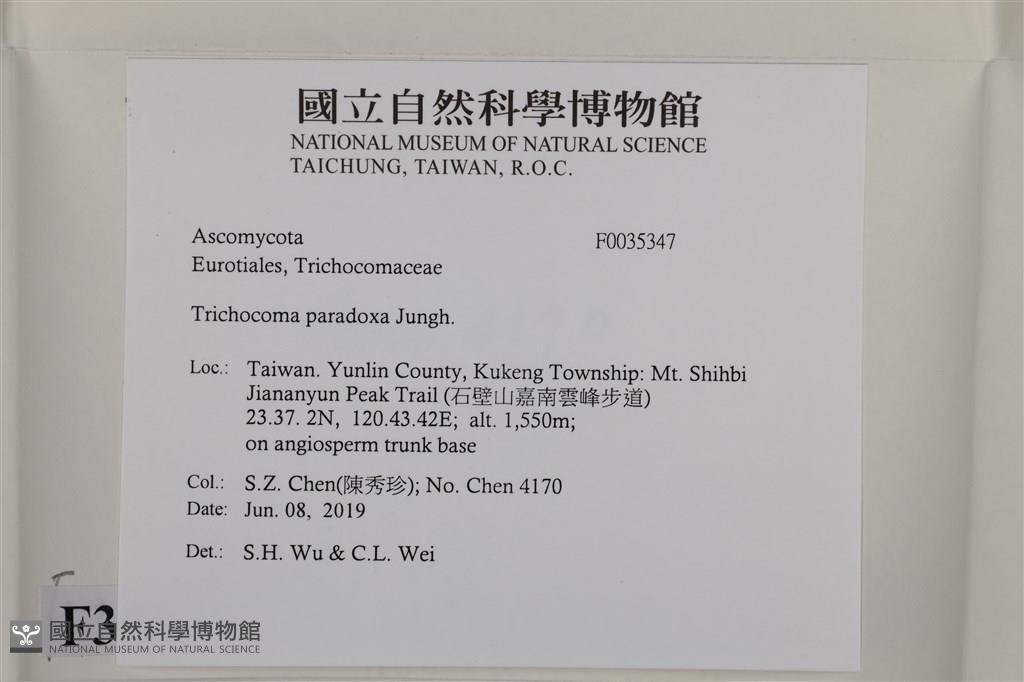 國立自然科學博物館
NATIONAL MUSEUM OF NATURAL SCIENCE
TAICHUNG, TAIWAN, R.O.C.
Ascomycota F0035347
Eurotiales, Trichocomaceae
Trichocoma paradoxa Jungh.
Loc.: Taiwan. Yunlin County, Kukeng Township: Mt. Shihbi
Jiananyun Peak Trail (石壁山嘉南雲峰步道)
23.37. 2N, 120.43.42E; alt. 1,550m;
on angiosperm trunk base
Col.: S.Z. Chen(陳秀珍); No. Chen 4170
Date: Jun. 08, 2019
Det.: S.H. Wu & C.L. Wei
F3
國立自然科學博物館
NATIONAL MUSEUM OF NATURAL SCIENCE